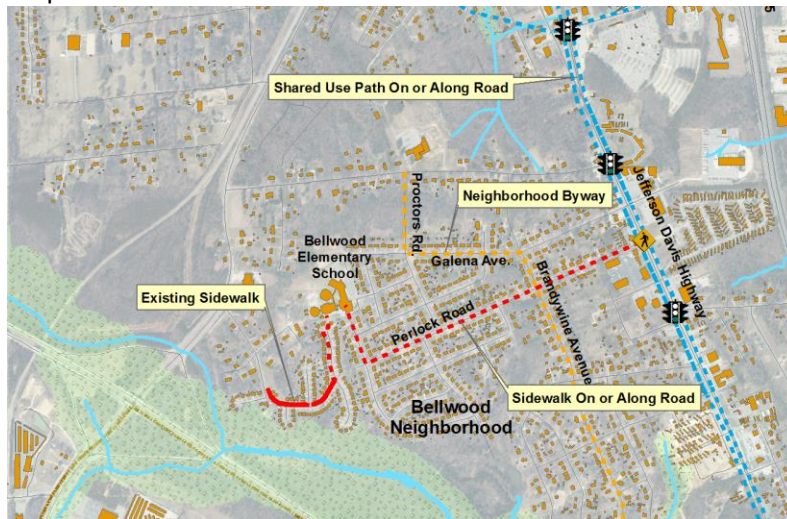 Shared Use Path On or Along Road
Jefferson Davis Highway
Proctors Rd.
Neighborhood Byway
Bellwood
Elementary
School
Galena Ave.
Existing Sidewalk
Brandywine Avenue
Perlock Road
Sidewalk On or Along Road
Bellwood
Neighborhood